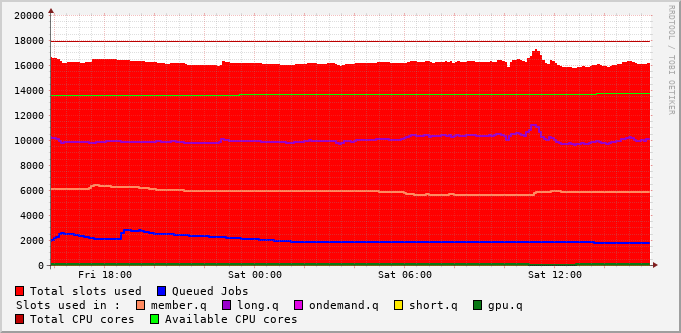 20000
18000
16000
14000
12000
10000
8000
6000
4000
2000
0
Fri 18:00 Sat 00:00 Sat 06:00 Sat 12:00
Total slots used Queued Jobs
Slots used in : member.q long.q ondemand.q short.q gpu.q
Total CPU cores Available CPU cores
RRDTOOL / TOBI OETIKER